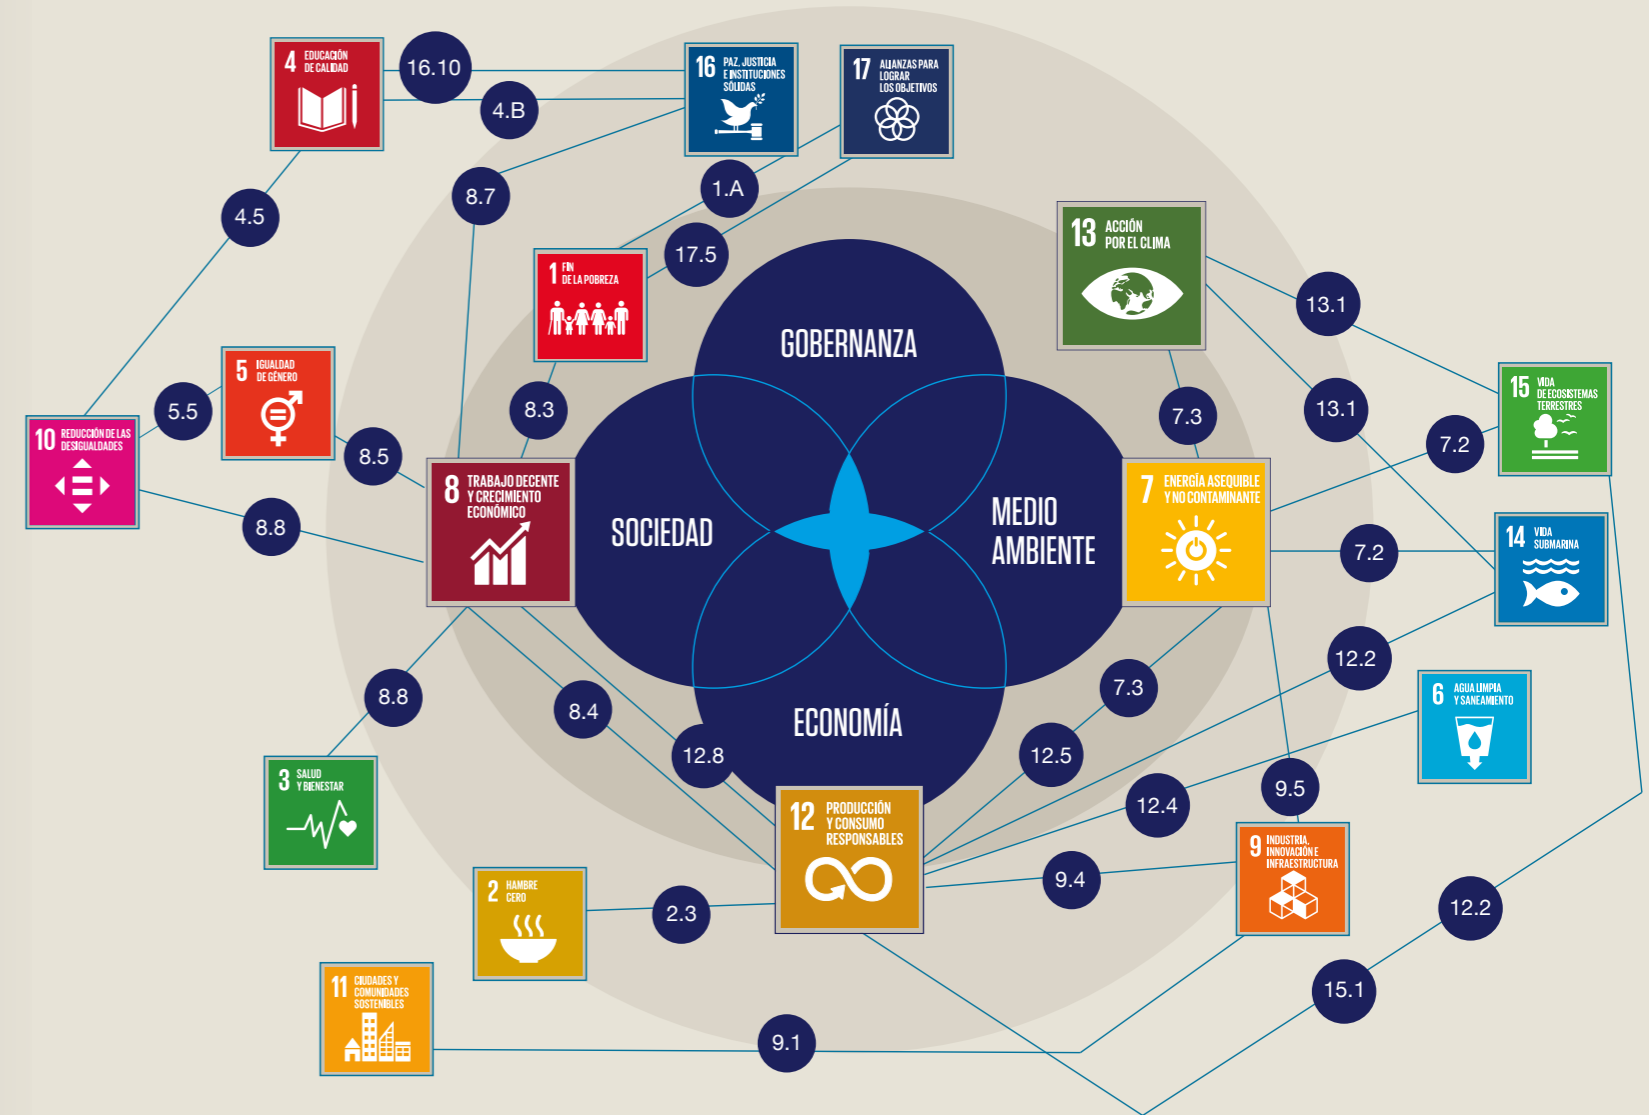 4 EDUCACIÓN
DE CALIDAD
16.10
4.B
16 PAZ, JUSTICIA
E INSTITUCIONES
SÓLIDAS
17 ALIANZAS PARA
LOGRAR
LOS OBJETIVOS
8.7
1.A
4.5
17.5
1 FIN
DE LA POBREZA
13 ACCIÓN
POR EL CLIMA
13.1
GOBERNANZA
5 IGUALDAD
DE GÉNERO
5.5
8.3
7.3
13.1
15 VIDA
DE ECOSISTEMAS
TERRESTRES
10 REDUCCIÓN DE LAS
DESIGUALDADES
8.5
7.2
8 TRABAJO DECENTE
Y CRECIMIENTO
ECONÓMICO
SOCIEDAD
MEDIO
AMBIENTE
7 ENERGÍA ASEQUIBLE
Y NO CONTAMINANTE
8.8
7.2
14 VIDA
SUBMARINA
12.2
8.8
8.4
7.3
6 AGUA LIMPIA
Y SANEAMIENTO
ECONOMÍA
12.8
12.5
3 SALUD
Y BIENESTAR
12.4
9.5
12 PRODUCCIÓN
Y CONSUMO
RESPONSABLES
9 INDUSTRIA,
INNOVACIÓN E
INFRAESTRUCTURA
2 HAMBRE
CERO
2.3
9.4
12.2
11 CIUDADES Y
COMUNIDADES
SOSTENIBLES
15.1
9.1